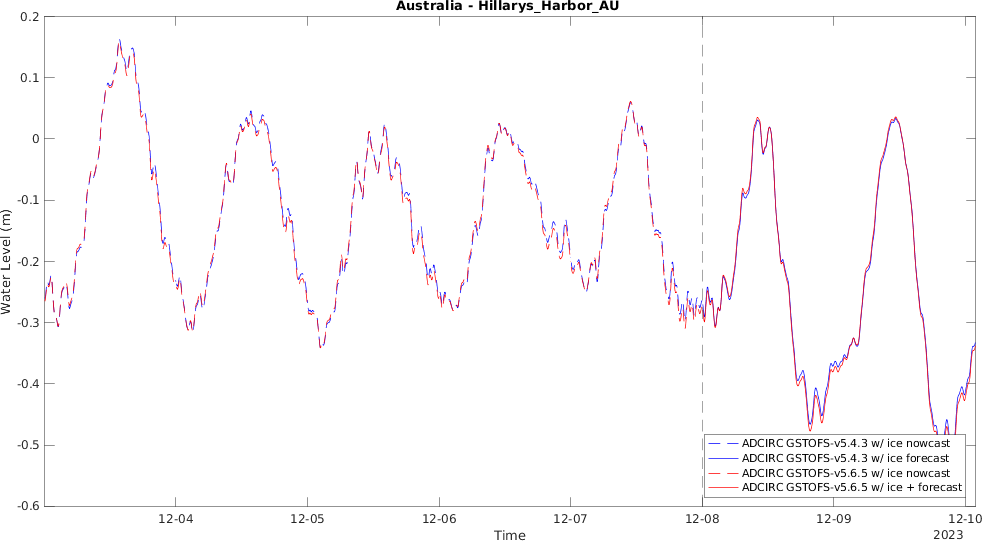 Australia - Hillarys_Harbor_AU
0.2
0.1
0
-0.1
-0.2
-0.3
-0.4
-0.5
-0.6
Water Level (m)
12-04
12-05
12-06
12-07
12-08
12-09
12-10
Time
2023
ADCIRC GSTOFS-v5.4.3 w/ ice nowcast
ADCIRC GSTOFS-v5.4.3 w/ ice forecast
ADCIRC GSTOFS-v5.6.5 w/ ice nowcast
ADCIRC GSTOFS-v5.6.5 w/ ice + forecast